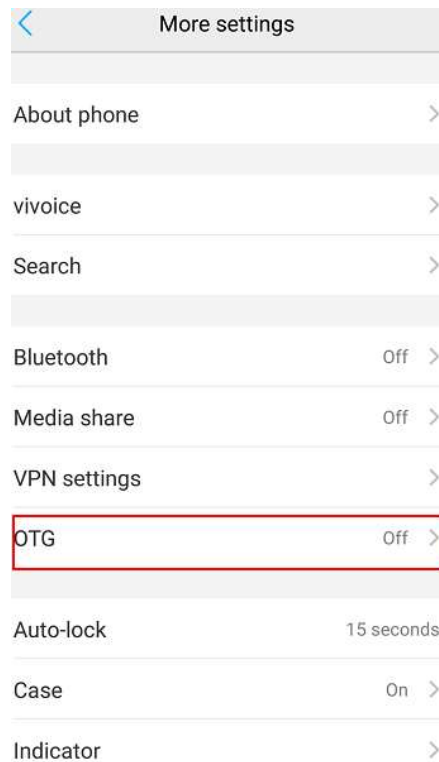 More settings
About phone
vivoice
Search
Bluetooth Off
Media share Off
VPN settings
OTG Off
Auto-lock 15 seconds
Case On
Indicator